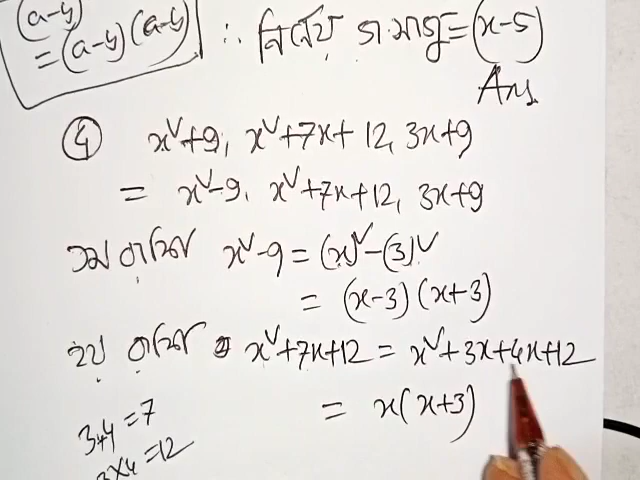 (a-y)
= (a-y)(a-y) ∴ নির্ণেয় গ.সা.গু = (x-5)
Ans
④ x²+9, x²+7x+12, 3x+9
= x²-9, x²+7x+12, 3x+9
১ম রাশি x²-9 = (x)²-(3)²
= (x-3)(x+3)
২য় রাশি = x²+7x+12 = x²+3x+4x+12
= x(x+3)
3+4=7
3×4=12